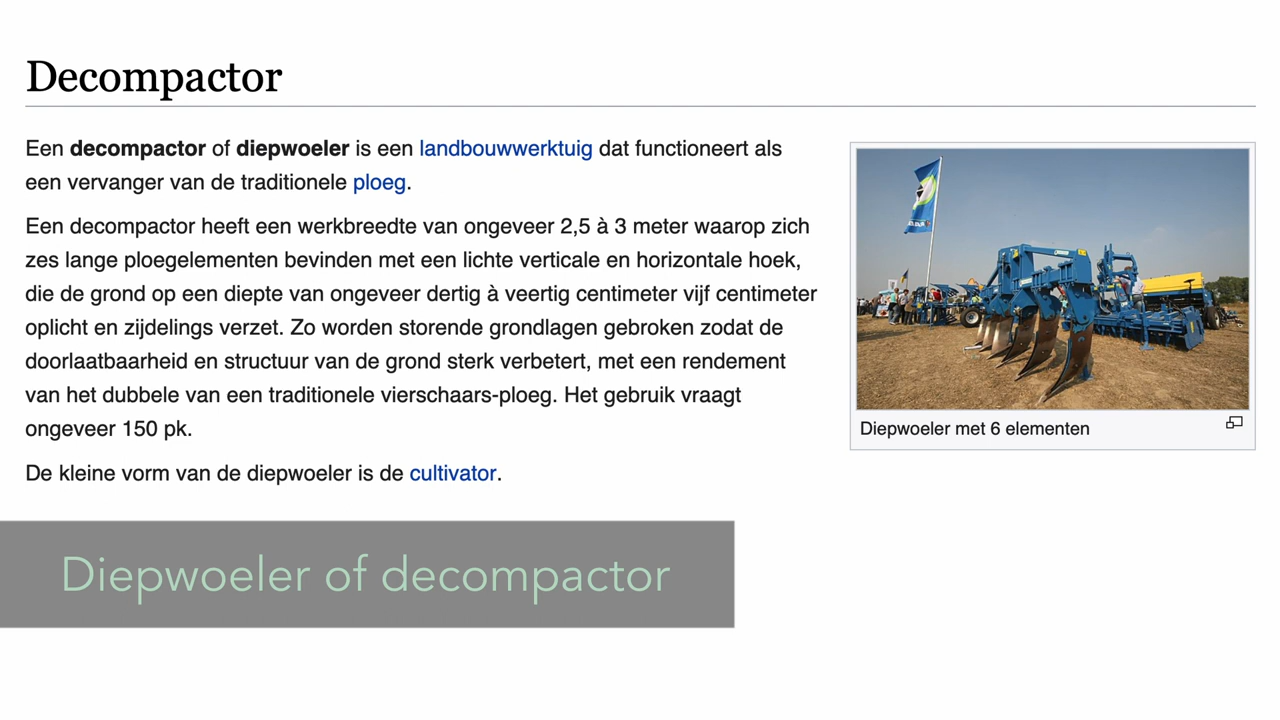 Decompactor
Een decompactor of diepwoeler is een landbouwwerktuig dat functioneert als
een vervanger van de traditionele ploeg.
Een decompactor heeft een werkbreedte van ongeveer 2,5 à 3 meter waarop zich
zes lange ploegelementen bevinden met een lichte verticale en horizontale hoek,
die de grond op een diepte van ongeveer dertig à veertig centimeter vijf centimeter
oplicht en zijdelings verzet. Zo worden storende grondlagen gebroken zodat de
doorlaatbaarheid en structuur van de grond sterk verbetert, met een rendement
van het dubbele van een traditionele vierschaars-ploeg. Het gebruik vraagt
ongeveer 150 pk.
De kleine vorm van de diepwoeler is de cultivator.
Diepwoeler met 6 elementen
Diepwoeler of decompactor